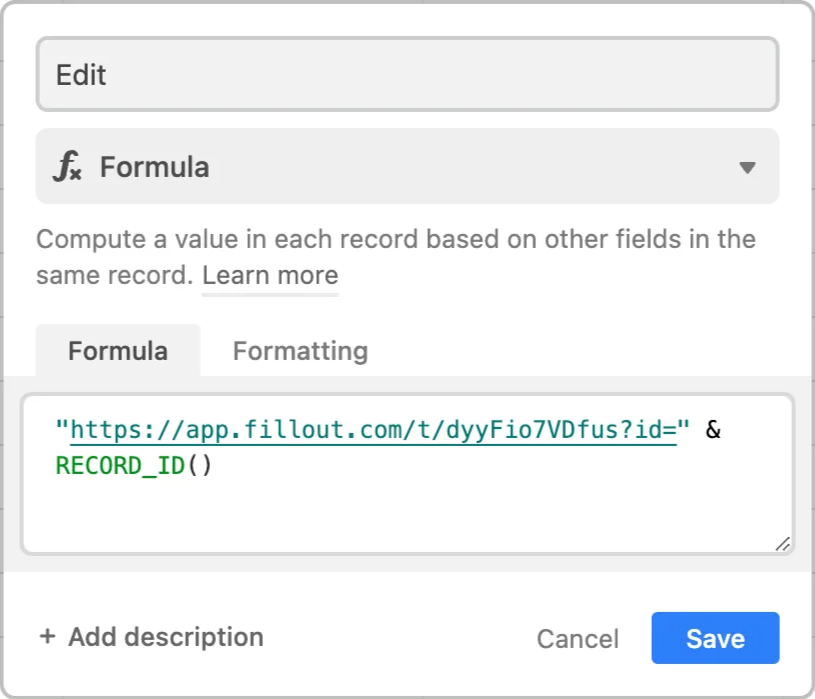 Edit
fx Formula
Compute a value in each record based on other fields in the
same record. Learn more
Formula Formatting
"https://app.fillout.com/t/dyyFio7VDfus?id=" &
RECORD_ID()
+ Add description Cancel Save